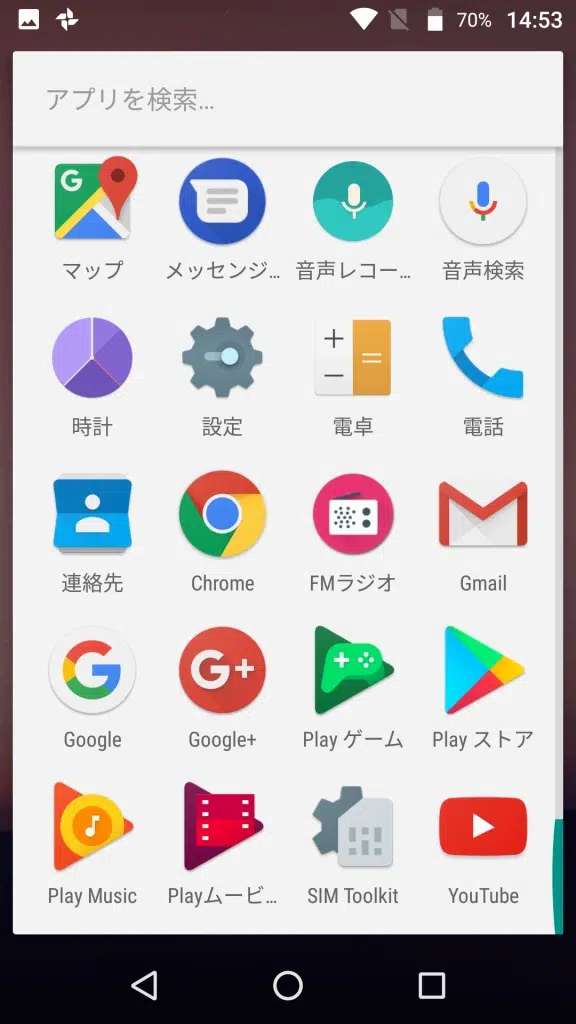 70% 14:53
アプリを検索...
マップ メッセンジ… 音声レコー… 音声検索
時計 設定 電卓 電話
連絡先 Chrome FMラジオ Gmail
Google Google+ Play ゲーム Play ストア
Play Music Playムービ… SIM Toolkit YouTube